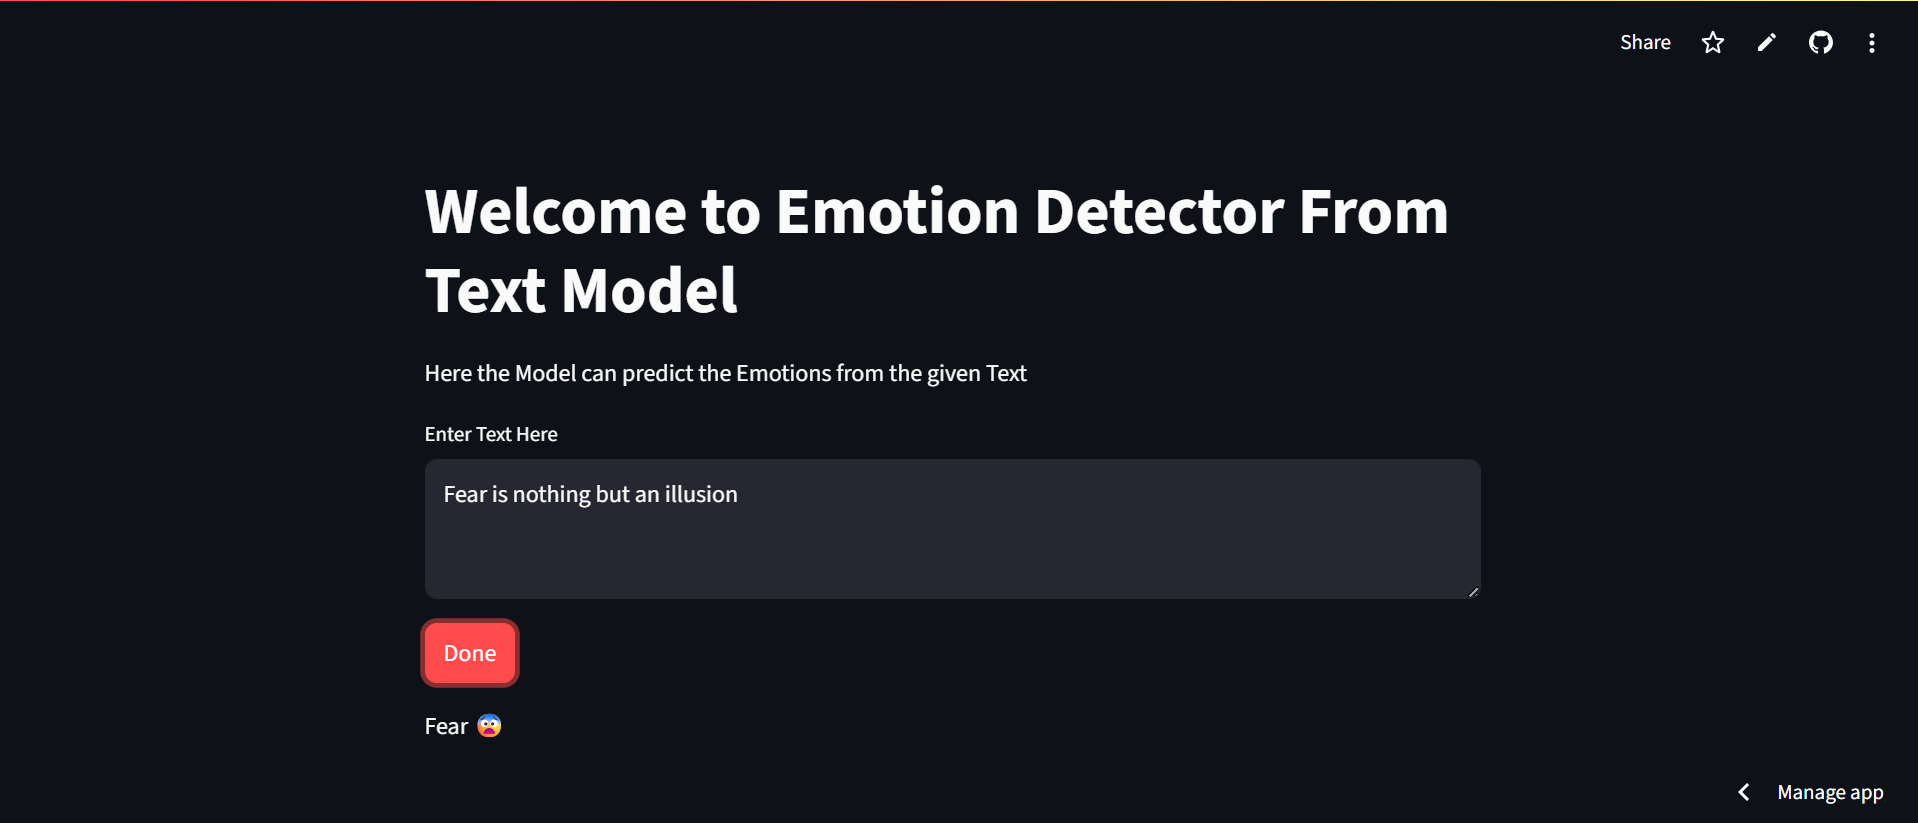 Share
Welcome to Emotion Detector From
Text Model
Here the Model can predict the Emotions from the given Text
Enter Text Here
Fear is nothing but an illusion
Done
Fear 😨
Manage app